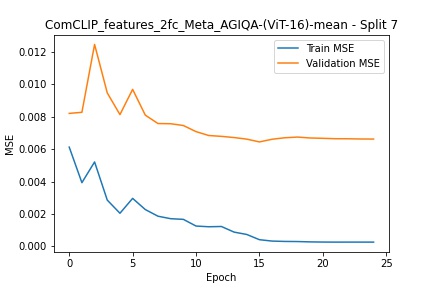 ComCLIP_features_2fc_Meta_AGIQA-(ViT-16)-mean - Split 7
Train MSE
Validation MSE
MSE
0.012
0.010
0.008
0.006
0.004
0.002
0.000
0 5 10 15 20 25
Epoch